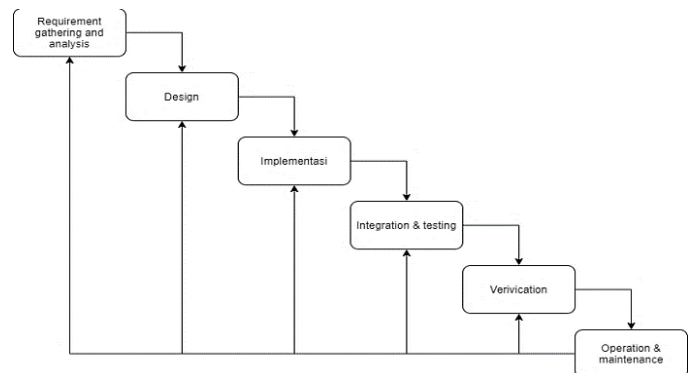 Requirement
gathering and
analysis
Design
Implementasi
Integration & testing
Verivication
Operation &
maintenance